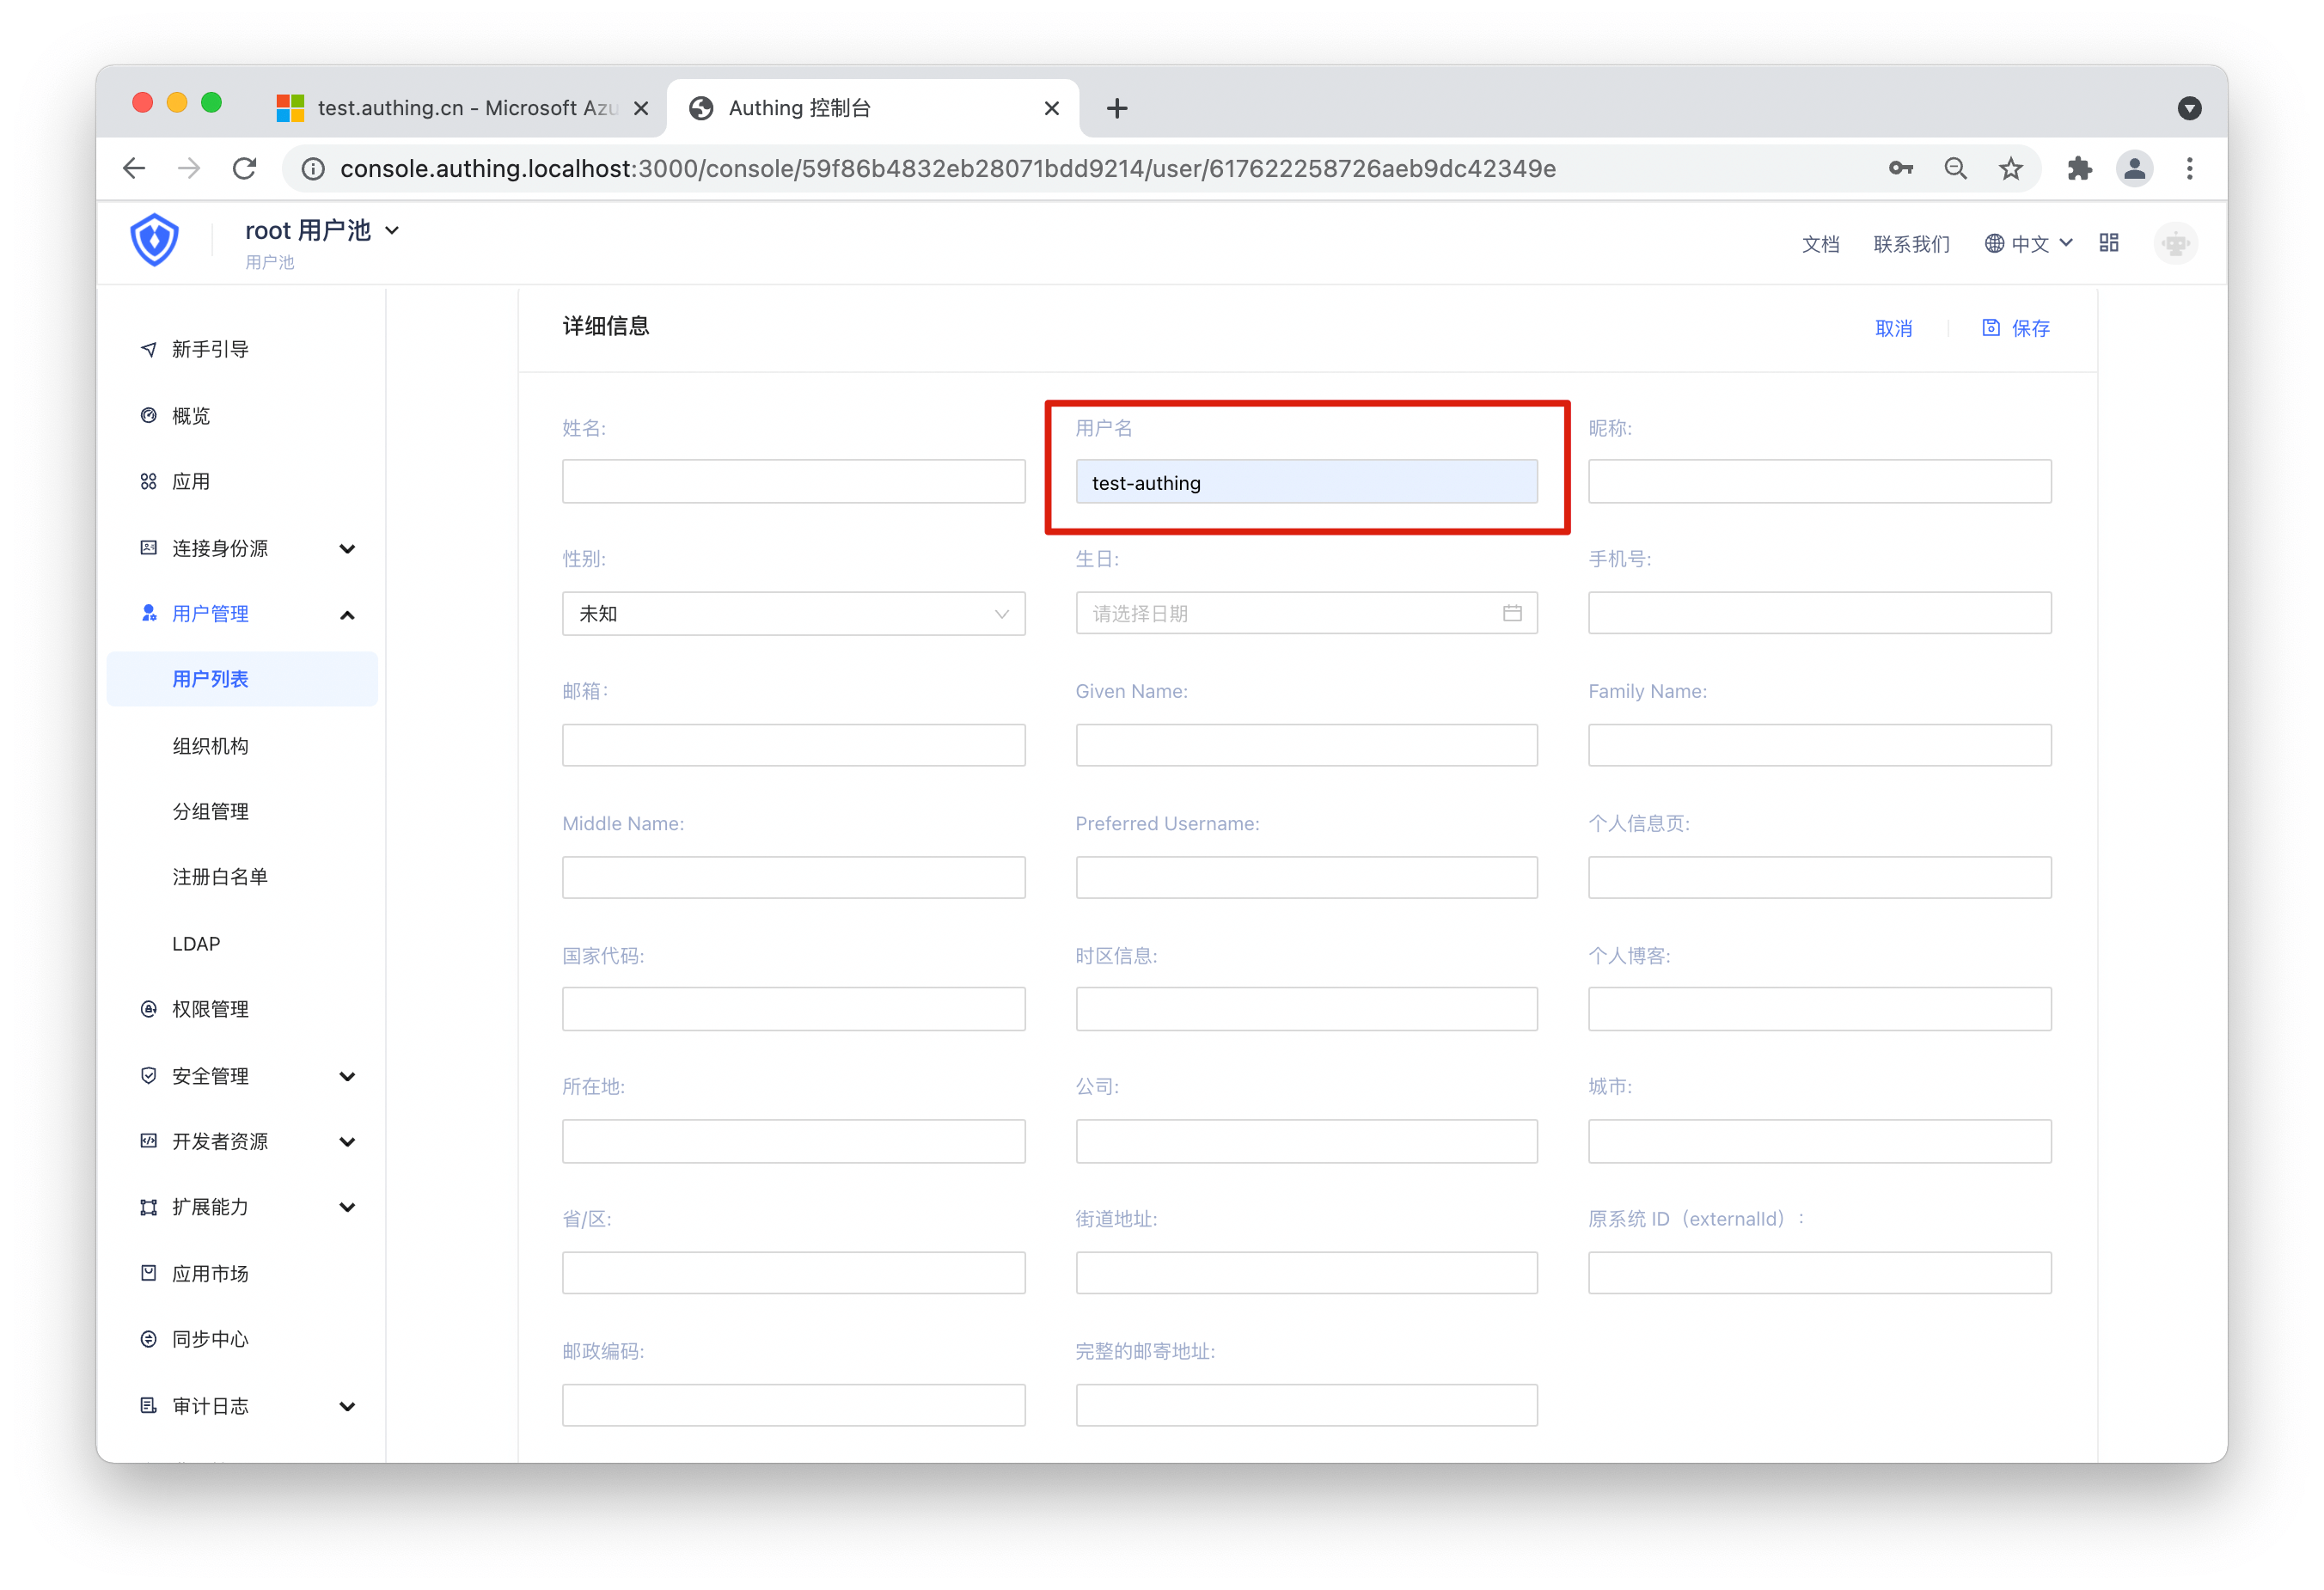 test.authing.cn - Microsoft Azu
Authing 控制台
console.authing.localhost:3000/console/59f86b4832eb28071bdd9214/user/617622258726aeb9dc42349e
root 用户池
用户池
文档
联系我们
中文
新手引导
概览
应用
连接身份源
用户管理
用户列表
组织机构
分组管理
注册白名单
LDAP
权限管理
安全管理
开发者资源
扩展能力
应用市场
同步中心
审计日志
详细信息
取消
保存
姓名:
用户名
昵称:
test-authing
性别:
生日:
手机号:
未知
请选择日期
邮箱:
Given Name:
Family Name:
Middle Name:
Preferred Username:
个人信息页:
国家代码:
时区信息:
个人博客:
所在地:
公司:
城市:
省/区:
街道地址:
原系统 ID（externalId）:
邮政编码:
完整的邮寄地址: